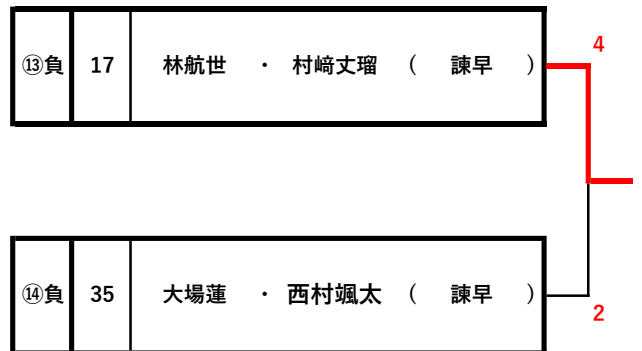 4
⑬負 17 林航世 ・ 村﨑丈瑠 ( 諫早 )
⑭負 35 大場蓮 ・ 西村颯太 ( 諫早 )
2